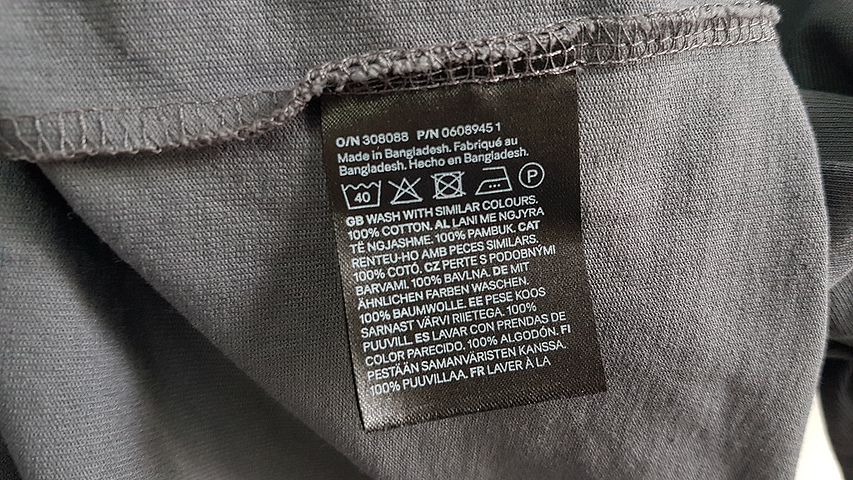 O/N 308088 P/N 0608945 1
Made in Bangladesh. Fabriqué au
Bangladesh. Hecho en Bangladesh.
40 P
GB WASH WITH SIMILAR COLOURS.
100% COTTON. AL LANI ME NGJYRA
TË NGJASHME. 100% PAMBUK. CAT
RENTEU-HO AMB PECES SIMILARS.
100% COTÓ. CZ PERTE S PODOBNÝMI
BARVAMI. 100% BAVLNA. DE MIT
ÄHNLICHEN FARBEN WASCHEN.
100% BAUMWOLLE. EE PESE KOOS
SARNAST VÄRVI RIIETEGA. 100%
PUUVILL. ES LAVAR CON PRENDAS DE
COLOR PARECIDO. 100% ALGODÓN. FI
PESTÄÄN SAMANVÄRISTEN KANSSA.
100% PUUVILLAA. FR LAVER À LA